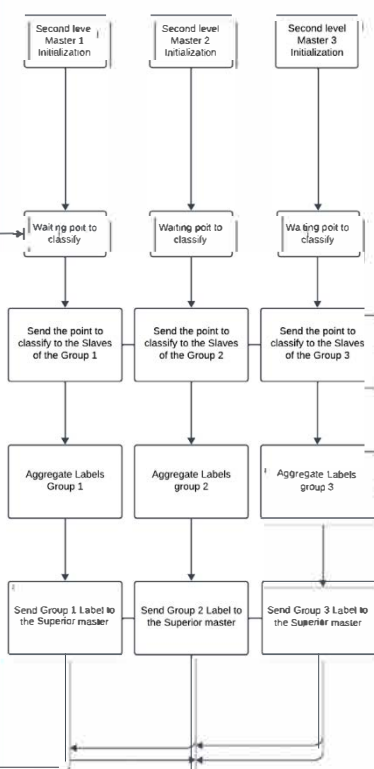 Second leve
Master 1
Initialization
Second level
Master 2
Initialization
Second level
Master 3
Initialization
Waiting poit to
classify
Waiting poit to
classify
Waiting poit to
classify
Send the point to
classify to the Slaves
of the Group 1
Send the point to
classify to the Slaves
of the Group 2
Send the point to
classify to the Slaves
of the Group 3
Aggregate Labels
Group 1
Aggregate Labels
group 2
Aggregate Labels
group 3
Send Group 1 Label to
the Superior master
Send Group 2 Label to
the Superior master
Send Group 3 Label to
the Superior master